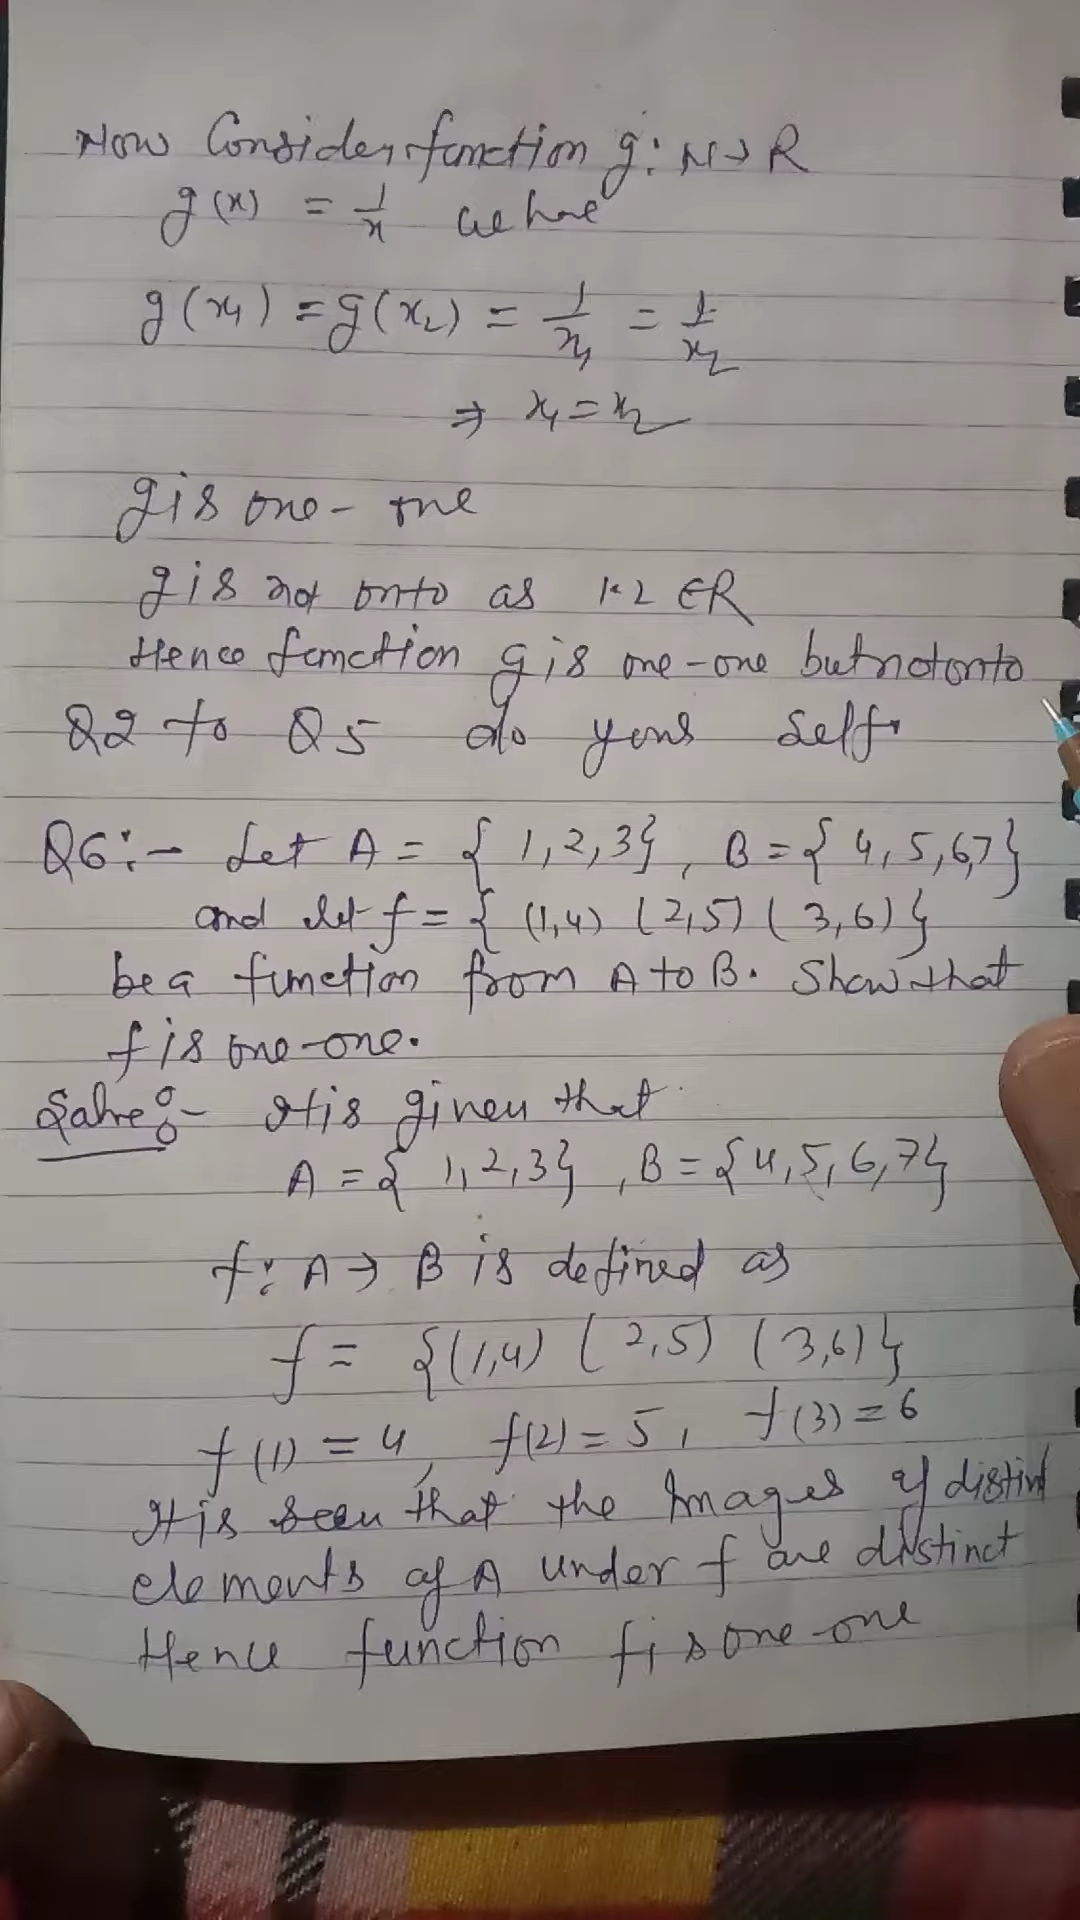 Now Consider function g: N→R
g(x) = 1/x we have
g(x₁) = g(x₂) = 1/x₁ = 1/x₂
⇒ x₁ = x₂
g is one-one
g is not onto as 1.2 ∈R
Hence function g is one-one but not onto
Q2 to Q5 do yours self.
Q6:- Let A = { 1,2,3} , B = { 4,5,6,7}
and let f = { (1,4) (2,5) (3,6) }
be a function from A to B. Show that
f is one-one.
Solve:- It is given that
A = { 1,2,3} , B = {4,5,6,7}
f: A → B is defined as
f = {(1,4) (2,5) (3,6)}
f(1) = 4, f(2) = 5, f(3) = 6
It is seen that the Images of distinct
elements of A under f are distinct
Hence function f is one-one